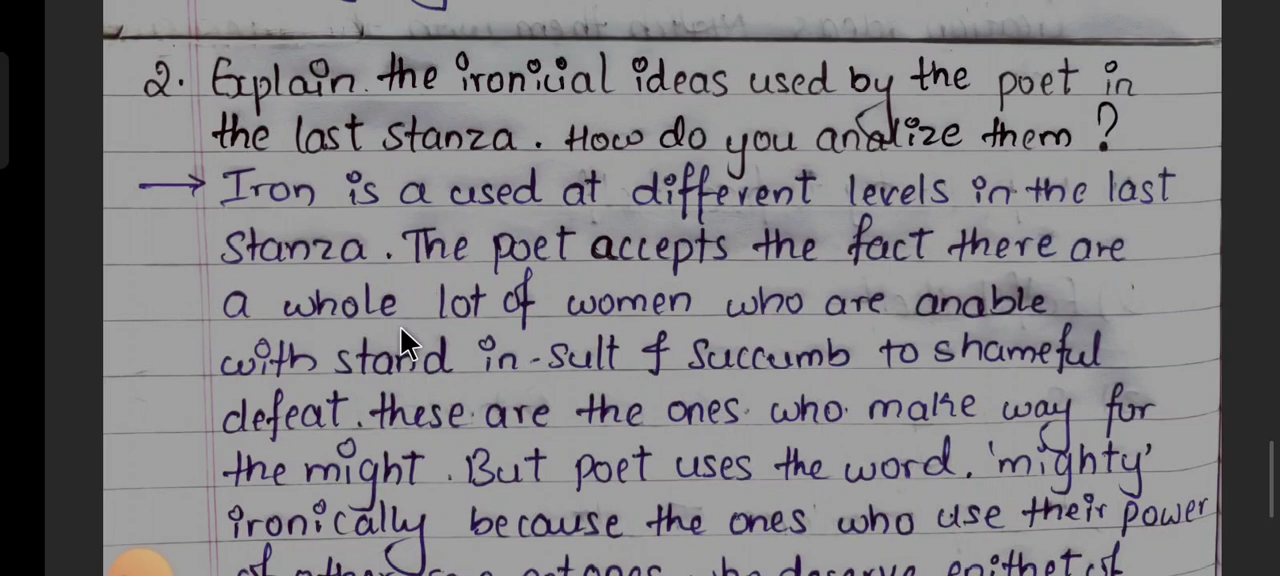 2. Explain. the ironicial ideas used by the poet in
the last stanza. How do you analize them?
→ Iron is a used at different levels in the last
Stanza. The poet accepts the fact there are
a whole lot of women who are anable
with stand in-sult & succumb to shameful
defeat. these are the ones. who make way for
the might. But poet uses the word. 'mighty'
ironically because the ones who use their power